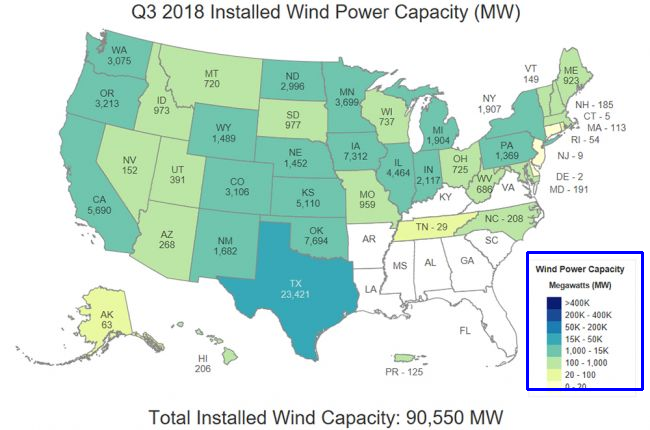 Q3 2018 Installed Wind Power Capacity (MW)
WA
3,075
OR
3,213
CA
5,690
ID
973
NV
152
MT
720
WY
1,489
UT
391
AZ
268
CO
3,106
NM
1,682
ND
2,996
SD
977
NE
1,452
KS
5,110
OK
7,694
TX
23,421
MN
3,699
IA
7,312
MO
959
AR
LA
WI
737
IL
4,464
MI
1,904
IN
2,117
OH
725
KY
TN - 29
MS
AL
GA
FL
SC
NC - 208
VA
WV
686
PA
1,369
NY
1,907
VT
149
ME
923
NH - 185
CT - 5
MA - 113
RI - 54
NJ - 9
DE - 2
MD - 191
AK
63
HI
206
PR - 125
Wind Power Capacity
Megawatts (MW)
>400K
200K - 400K
50K - 200K
15K - 50K
1,000 - 15K
100 - 1,000
20 - 100
0 - 20
Total Installed Wind Capacity: 90,550 MW